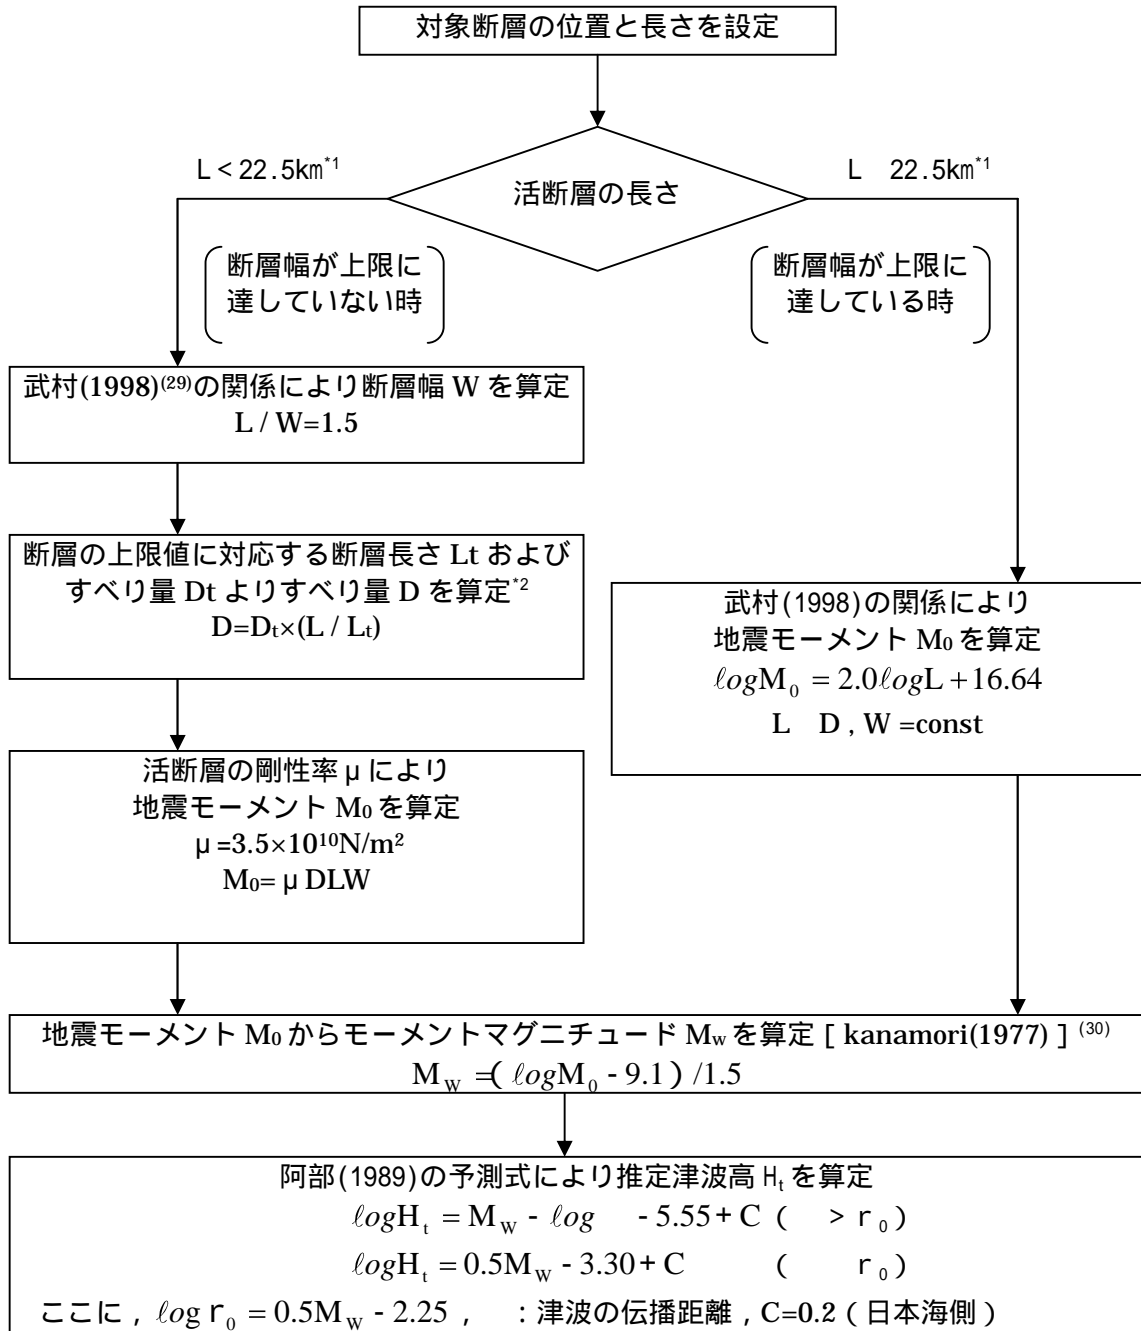 対象断層の位置と長さを設定
活断層の長さ
L < 22.5km*1
断層幅が上限に
達していない時
L 22.5km*1
断層幅が上限に
達している時
武村(1998)(29)の関係により断層幅 W を算定
L / W=1.5
断層の上限値に対応する断層長さ Lt および
すべり量 Dt よりすべり量 D を算定*2
D=Dt×(L / Lt)
活断層の剛性率 μ により
地震モーメント M0 を算定
μ =3.5×10¹⁰N/m²
M0= μ DLW
武村(1998)の関係により
地震モーメント M0 を算定
ℓogM0 = 2.0ℓogL + 16.64
L D , W =const
地震モーメント M0 からモーメントマグニチュード Mw を算定 [ kanamori(1977) ] (30)
MW =( ℓogM0 - 9.1 ) /1.5
阿部(1989)の予測式により推定津波高 Ht を算定
ℓogHt = MW - ℓog - 5.55 + C ( > r0 )
ℓogHt = 0.5MW - 3.30 + C ( r0 )
ここに , ℓog r0 = 0.5MW - 2.25 , : 津波の伝播距離 , C=0.2 ( 日本海側 )